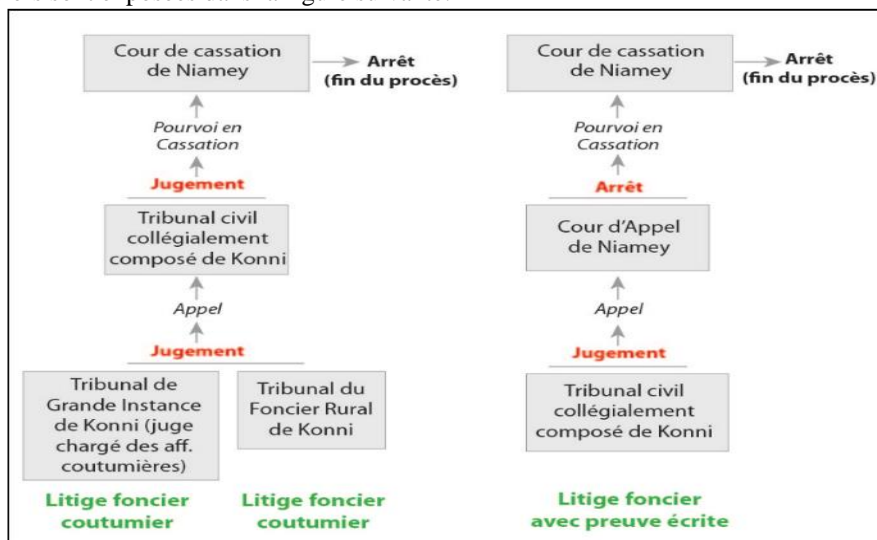 Cour de cassation
de Niamey
Arrêt
(fin du procès)
Pourvoi en
Cassation
Jugement
Tribunal civil
collégialement
composé de Konni
Appel
Jugement
Tribunal de
Grande Instance
de Konni (juge
chargé des aff.
coutumières)
Litige foncier
coutumier
Tribunal du
Foncier Rural
de Konni
Litige foncier
coutumier
Cour de cassation
de Niamey
Arrêt
(fin du procès)
Pourvoi en
Cassation
Arrêt
Cour d'Appel
de Niamey
Appel
Jugement
Tribunal civil
collégialement
composé de Konni
Litige foncier
avec preuve écrite